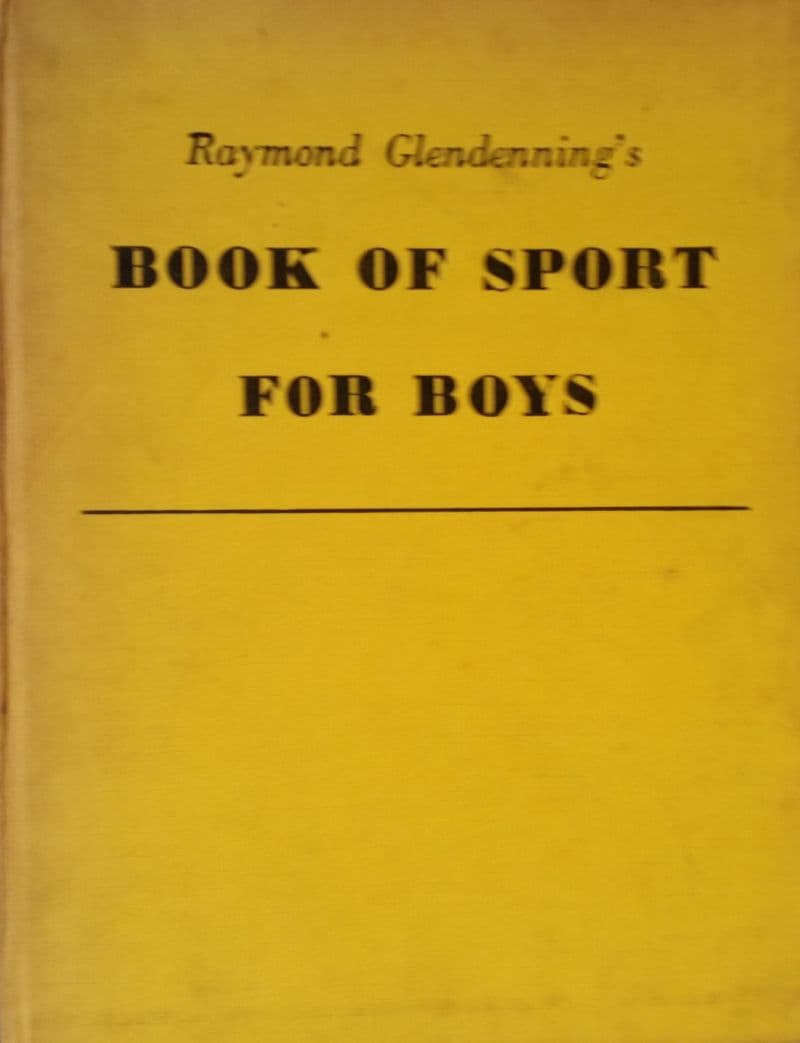 Raymond Glendenning's
BOOK OF SPORT
FOR BOYS